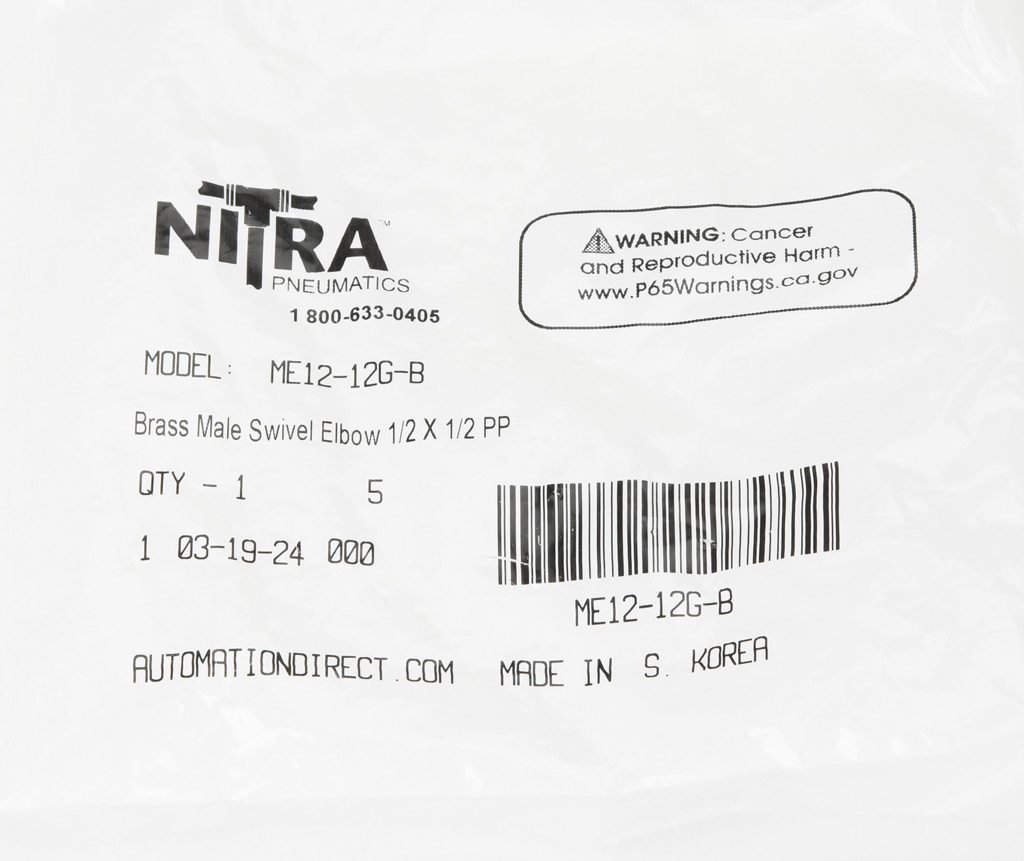 NITRA™
PNEUMATICS
1 800-633-0405
WARNING: Cancer
and Reproductive Harm -
www.P65Warnings.ca.gov
MODEL: ME12-12G-B
Brass Male Swivel Elbow 1/2 X 1/2 PP
QTY - 1 5
1 03-19-24 000
ME12-12G-B
AUTOMATIONDIRECT.COM MADE IN S. KOREA